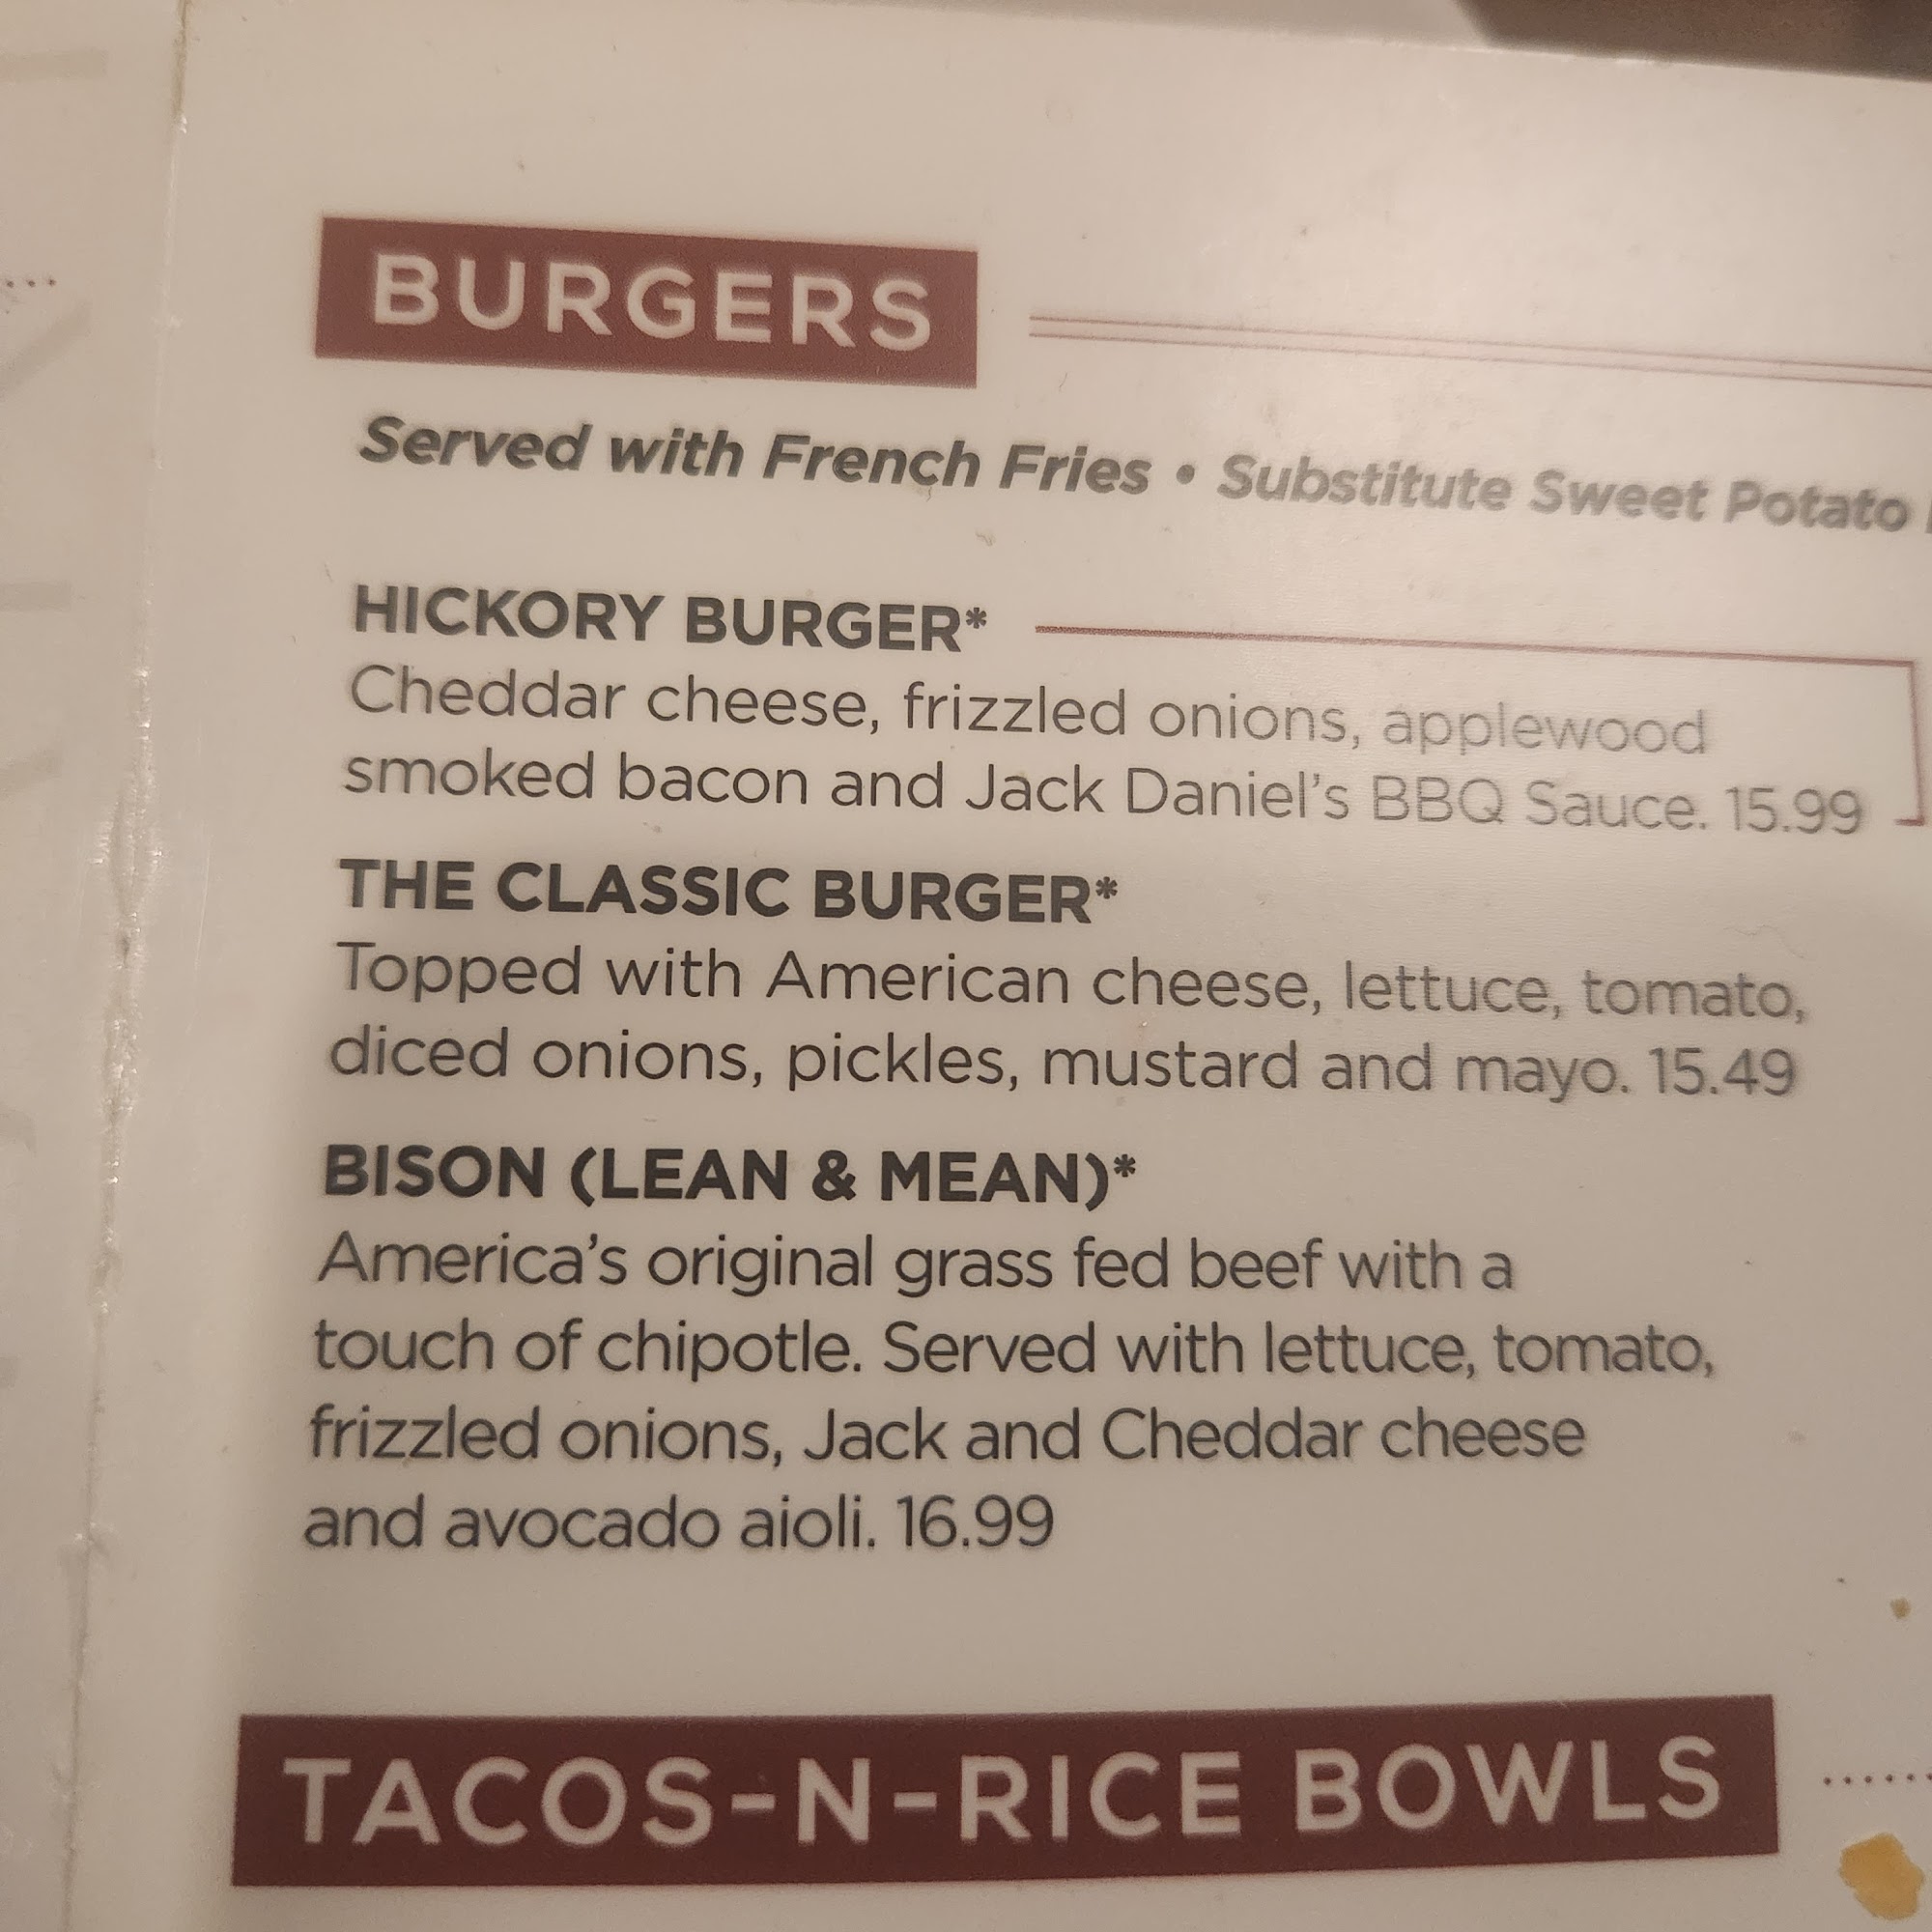 BURGERS
Served with French Fries • Substitute Sweet Potato
HICKORY BURGER*
Cheddar cheese, frizzled onions, applewood
smoked bacon and Jack Daniel's BBQ Sauce. 15.99
THE CLASSIC BURGER*
Topped with American cheese, lettuce, tomato,
diced onions, pickles, mustard and mayo. 15.49
BISON (LEAN & MEAN)*
America's original grass fed beef with a
touch of chipotle. Served with lettuce, tomato,
frizzled onions, Jack and Cheddar cheese
and avocado aioli. 16.99
TACOS-N-RICE BOWLS